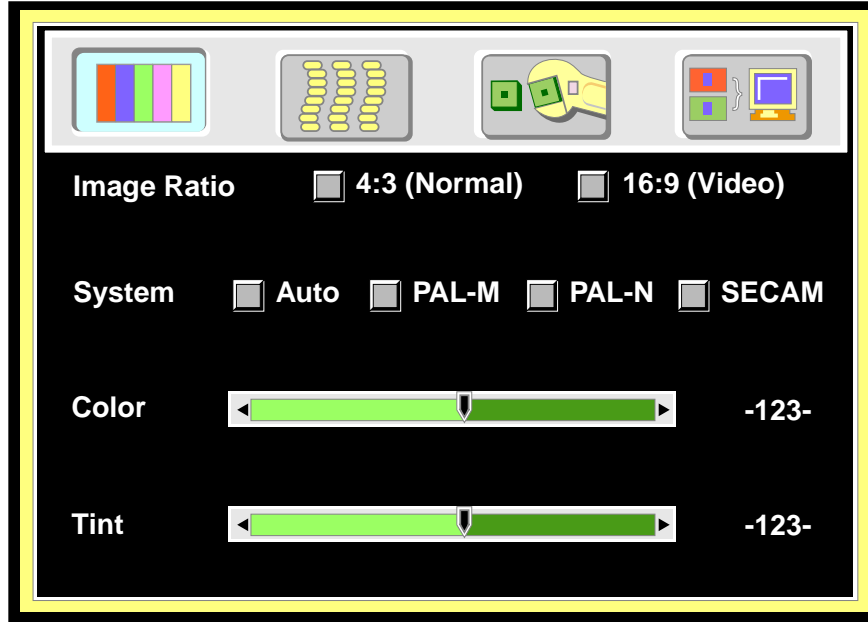 Image Ratio 4:3 (Normal) 16:9 (Video)
System Auto PAL-M PAL-N SECAM
Color -123-
Tint -123-